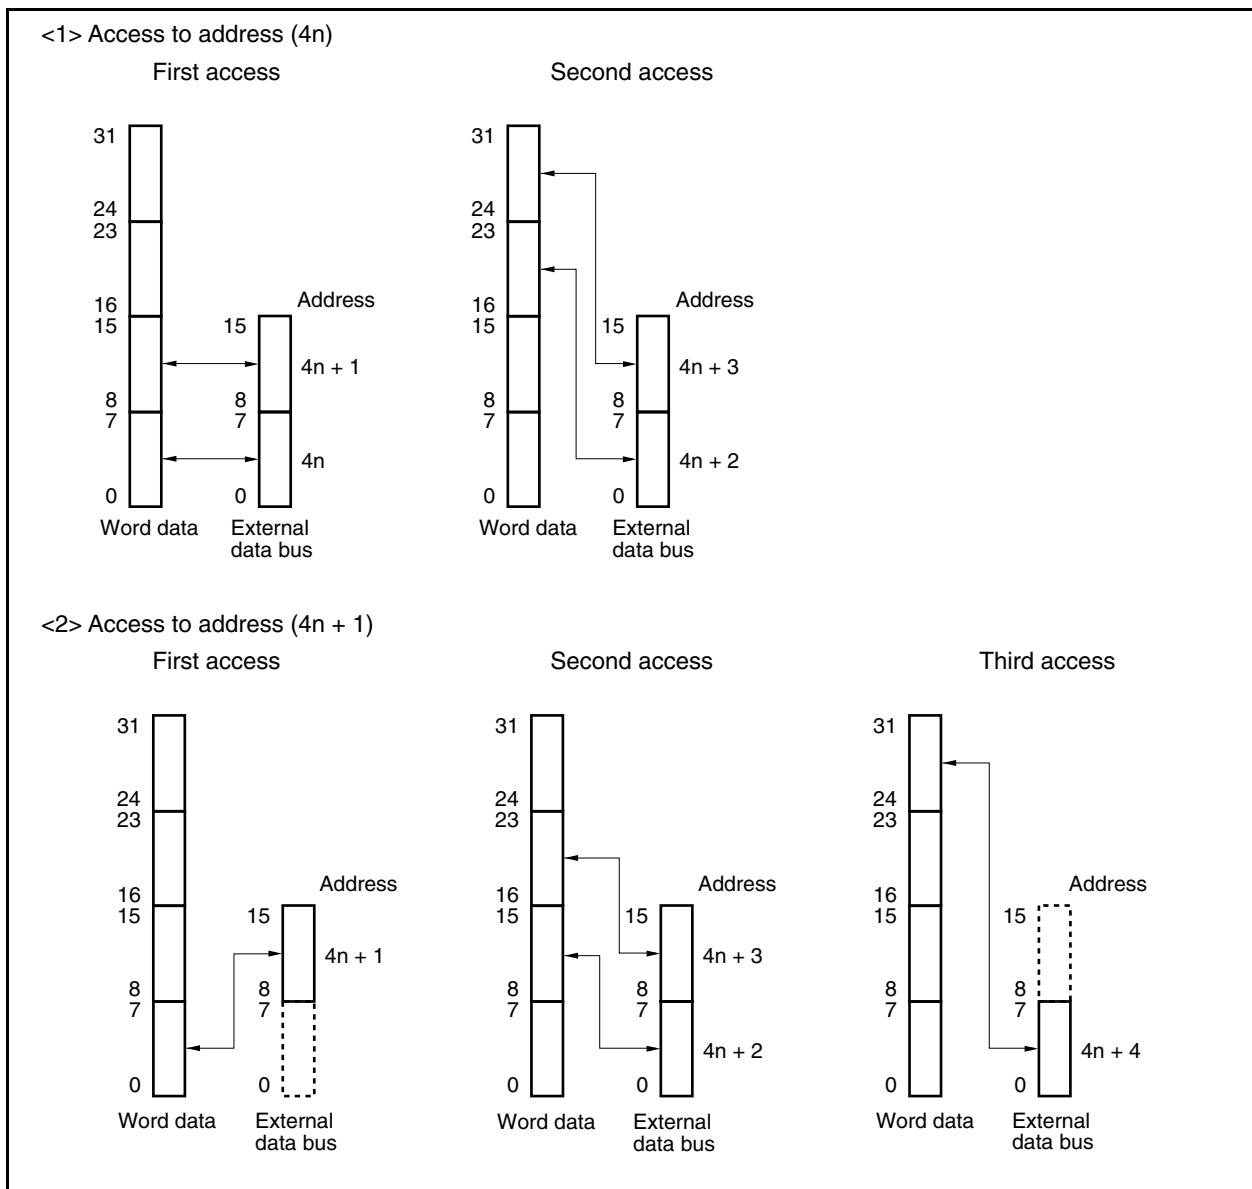 <1> Access to address (4n)
First access
Second access
31
24
23
16
15
8
7
0
Word data
Address
15
4n + 1
8
7
4n
0
External
data bus
31
24
23
16
15
8
7
0
Word data
Address
15
4n + 3
8
7
4n + 2
0
External
data bus
<2> Access to address (4n + 1)
First access
Second access
Third access
31
24
23
16
15
8
7
0
Word data
Address
15
4n + 1
8
7
0
External
data bus
31
24
23
16
15
8
7
0
Word data
Address
15
4n + 3
8
7
4n + 2
0
External
data bus
31
24
23
16
15
8
7
0
Word data
Address
15
8
7
4n + 4
0
External
data bus